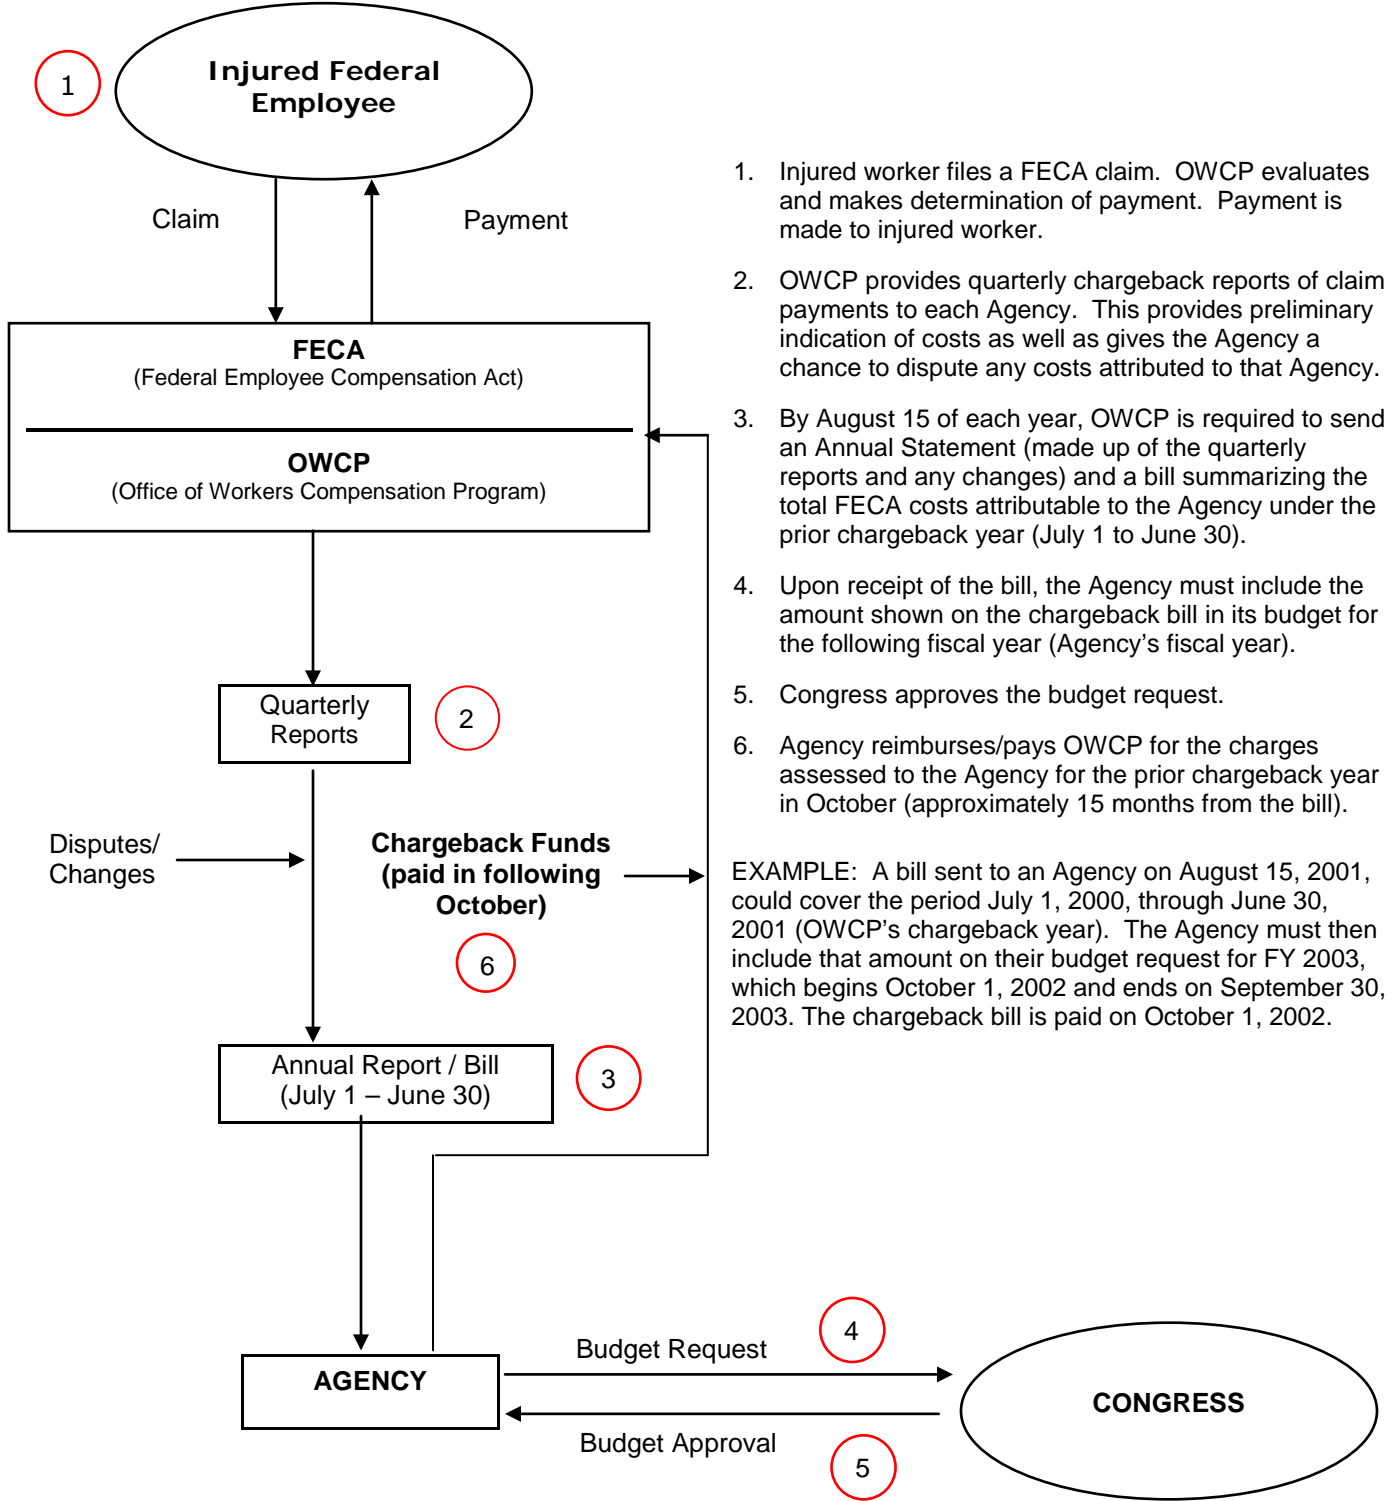 1
Injured Federal
Employee
Claim
Payment
FECA
(Federal Employee Compensation Act)
OWCP
(Office of Workers Compensation Program)
Quarterly
Reports
2
Disputes/
Changes
Chargeback Funds
(paid in following
October)
6
Annual Report / Bill
(July 1 – June 30)
3
AGENCY
Budget Request
4
Budget Approval
5
CONGRESS
1. Injured worker files a FECA claim. OWCP evaluates
and makes determination of payment. Payment is
made to injured worker.
2. OWCP provides quarterly chargeback reports of claim
payments to each Agency. This provides preliminary
indication of costs as well as gives the Agency a
chance to dispute any costs attributed to that Agency.
3. By August 15 of each year, OWCP is required to send
an Annual Statement (made up of the quarterly
reports and any changes) and a bill summarizing the
total FECA costs attributable to the Agency under the
prior chargeback year (July 1 to June 30).
4. Upon receipt of the bill, the Agency must include the
amount shown on the chargeback bill in its budget for
the following fiscal year (Agency’s fiscal year).
5. Congress approves the budget request.
6. Agency reimburses/pays OWCP for the charges
assessed to the Agency for the prior chargeback year
in October (approximately 15 months from the bill).
EXAMPLE: A bill sent to an Agency on August 15, 2001,
could cover the period July 1, 2000, through June 30,
2001 (OWCP’s chargeback year). The Agency must then
include that amount on their budget request for FY 2003,
which begins October 1, 2002 and ends on September 30,
2003. The chargeback bill is paid on October 1, 2002.